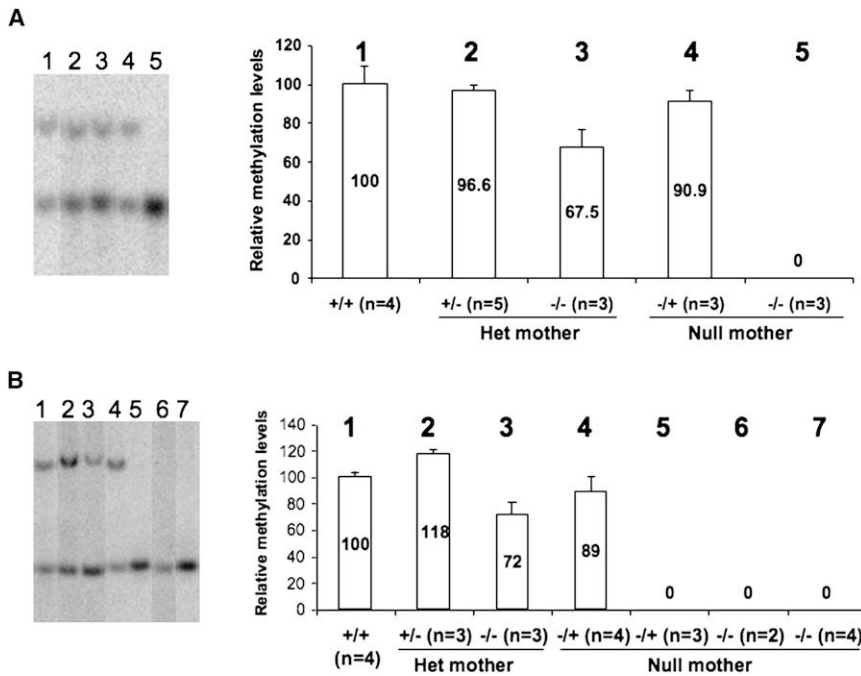 A
1 2 3 4 5
Relative methylation levels
120
100
80
60
40
20
0
1 2 3 4 5
100
96.6
67.5
90.9
0
+/+ (n=4) +/- (n=5) -/- (n=3) -/+ (n=3) -/- (n=3)
Het mother Null mother
B
1 2 3 4 5 6 7
Relative methylation levels
140
120
100
80
60
40
20
0
1 2 3 4 5 6 7
100
118
72
89
0 0 0
+/+ +/- (n=3) -/- (n=3) -/+ (n=4) -/+ (n=3) -/- (n=2) -/- (n=4)
(n=4) Het mother Null mother